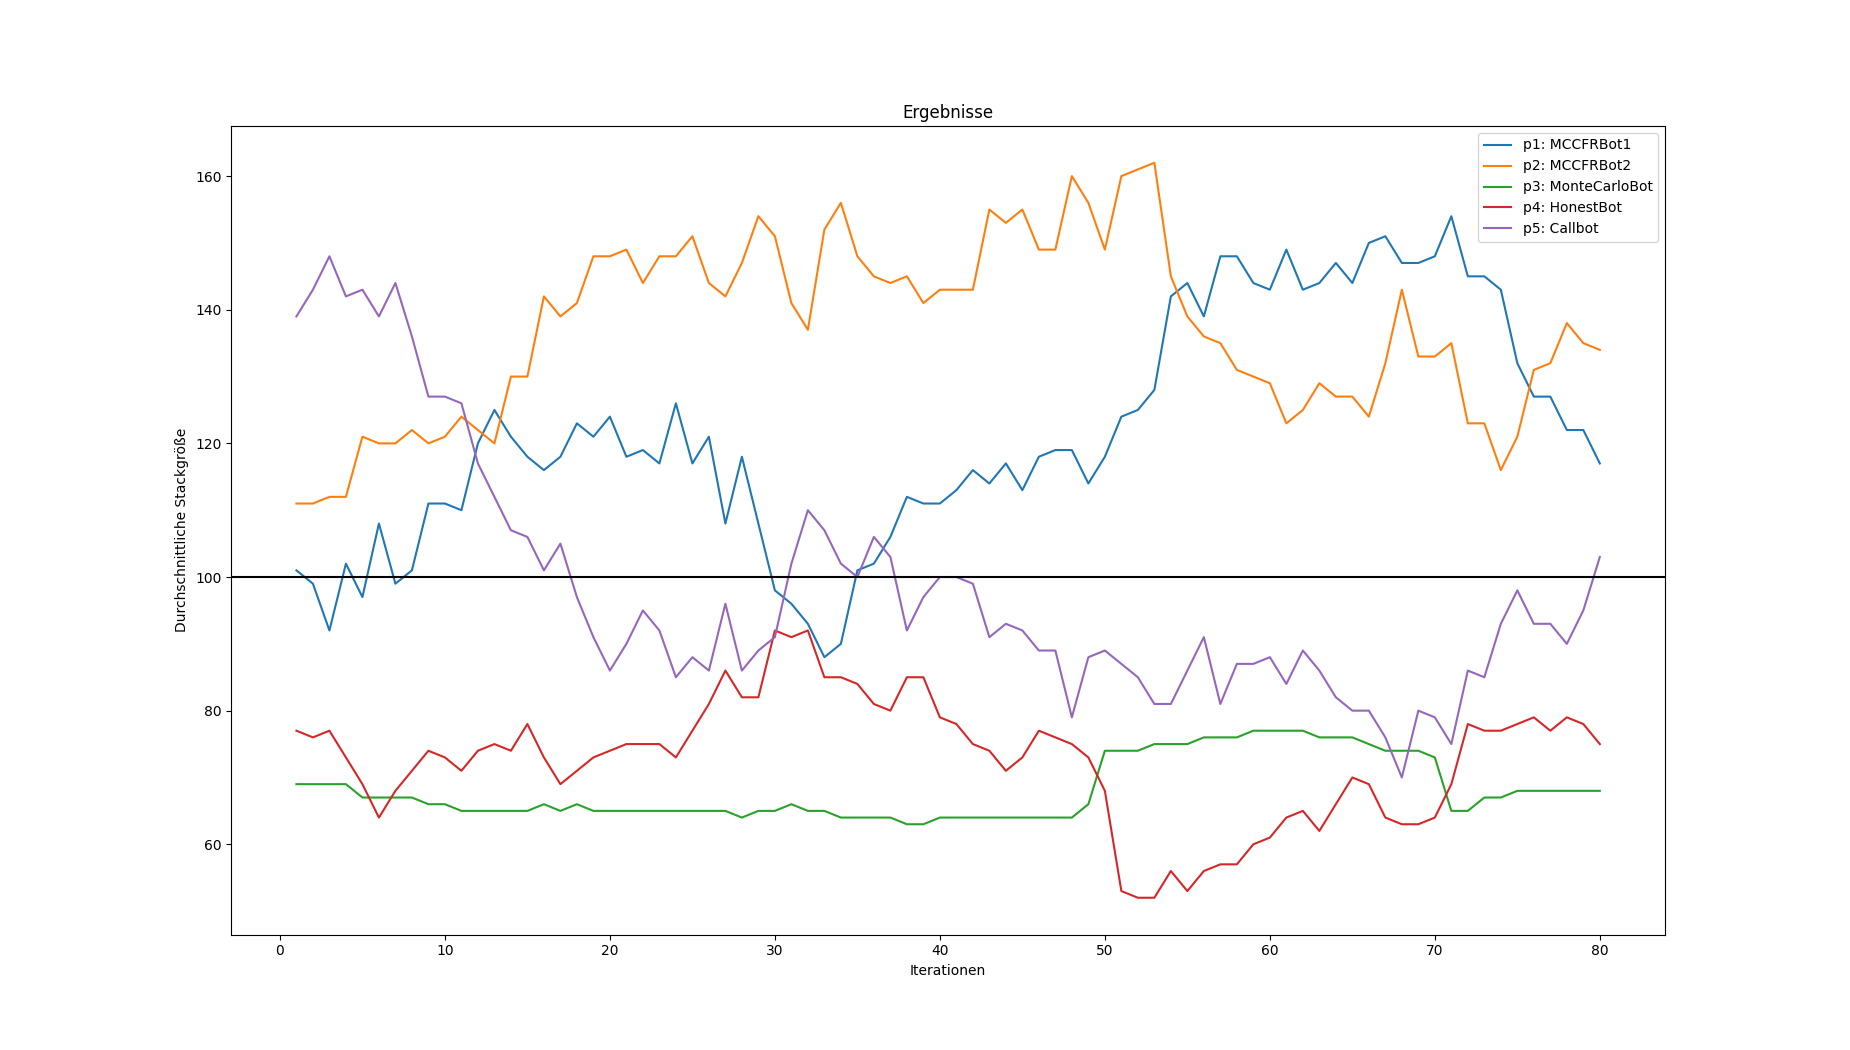 Ergebnisse
p1: MCCFRBot1
p2: MCCFRBot2
p3: MonteCarloBot
p4: HonestBot
p5: Callbot
Durchschnittliche Stackgröße
160
140
120
100
80
60
0 10 20 30 40 50 60 70 80
Iterationen